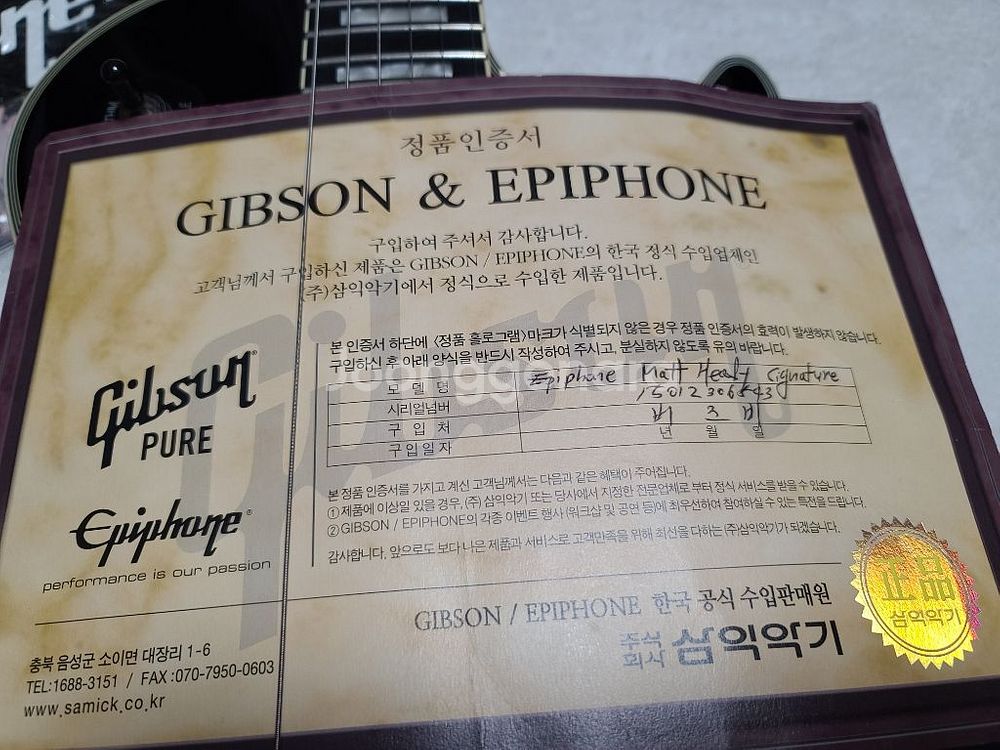 정품인증서
GIBSON & EPIPHONE
구입하여 주셔서 감사합니다.
고객님께서 구입하신 제품은 GIBSON / EPIPHONE의 한국 정식 수입업체인
(주)삼익악기에서 정식으로 수입한 제품입니다.
본 인증서 하단에 〈정품 홀로그램〉마크가 식별되지 않은 경우 정품 인증서의 효력이 발생하지 않습니다.
구입하신 후 아래 양식을 반드시 작성하여 주시고, 분실하지 않도록 유의 바랍니다.
모 델 명 Epiphone Matt Heafy Signature
시리얼넘버
구 입 처 버 즈 비
구입일자 년 월 일
본 정품 인증서를 가지고 계신 고객님께서는 다음과 같은 혜택이 주어집니다.
① 제품에 이상이 있을 경우, (주) 삼익악기 또는 당사에서 지정한 전문업체로 부터 정식 서비스를 받을 수 있습니다.
② GIBSON / EPIPHONE의 각종 이벤트 행사 (워크샵 및 공연 등)에 최우선하여 참여하실 수 있는 특전을 드립니다.
감사합니다. 앞으로도 보다 나은 제품과 서비스로 고객만족을 위해 최선을 다하는 (주)삼익악기가 되겠습니다.
Gibson
PURE
Epiphone
performance is our passion
GIBSON / EPIPHONE 한국 공식 수입판매원
주식회사 삼익악기
正品
삼익악기
충북 음성군 소이면 대장리 1-6
TEL:1688-3151 / FAX:070-7950-0603
www.samick.co.kr